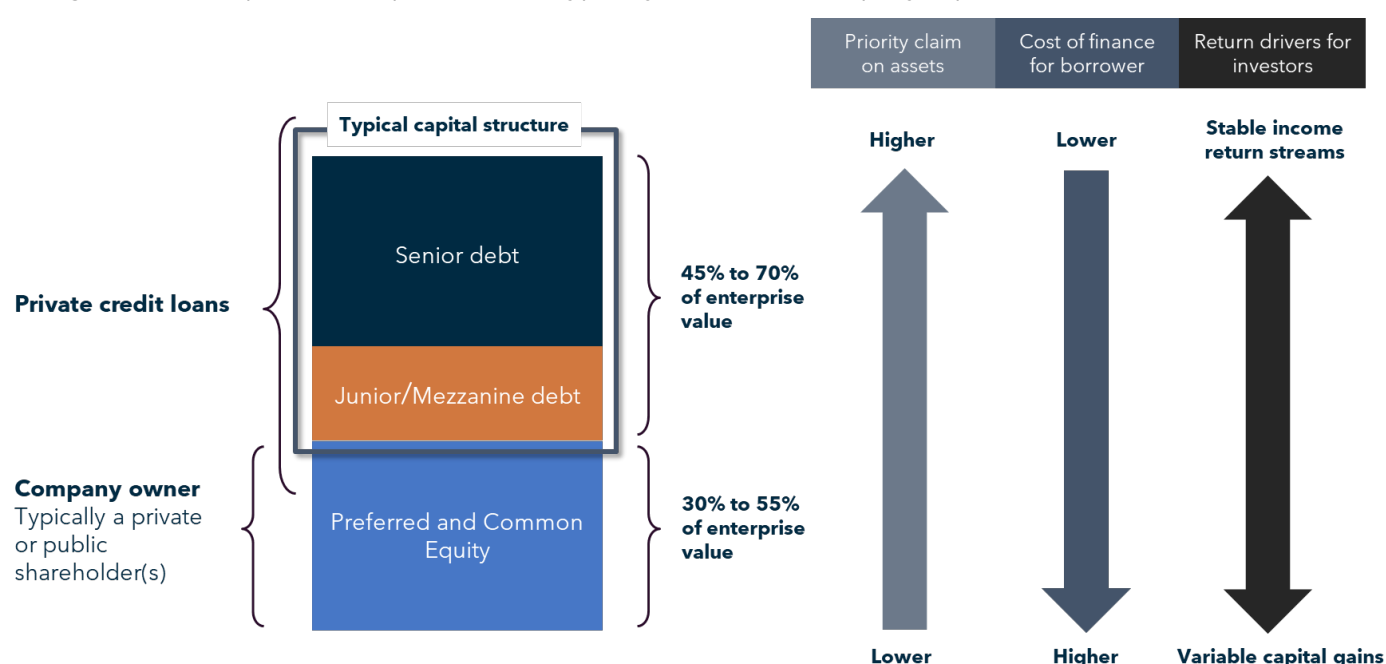 Priority claim
on assets
Cost of finance
for borrower
Return drivers for
investors
Typical capital structure
Higher
Lower
Stable income
return streams
Senior debt
Private credit loans
45% to 70%
of enterprise
value
Junior/Mezzanine debt
Company owner
Typically a private
or public
shareholder(s)
Preferred and Common
Equity
30% to 55%
of enterprise
value
Lower
Higher
Variable capital gains